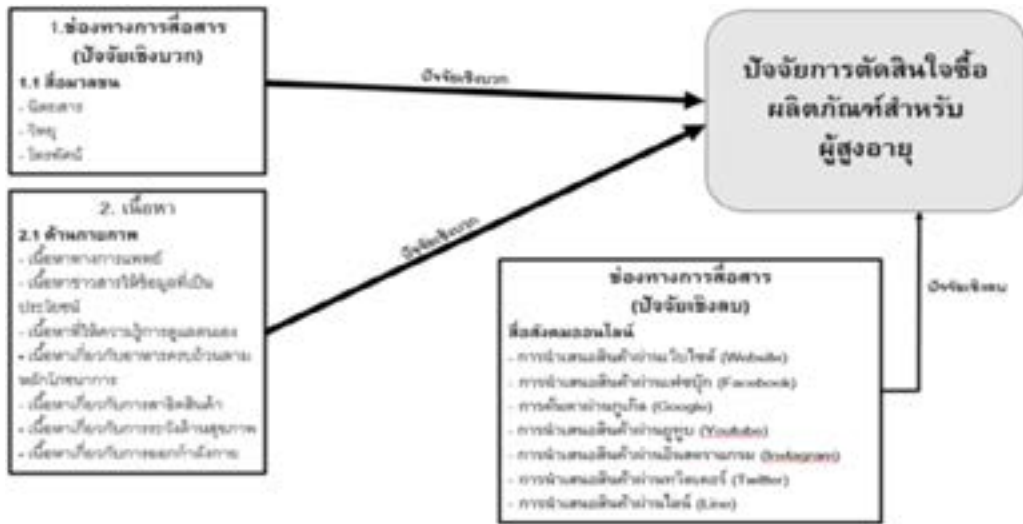 1.ช่องทางการสื่อสาร
(ปัจจัยเชิงบวก)
1.1 สื่อมวลชน
- นิตยสาร
- วิทยุ
- โทรทัศน์
ปัจจัยเชิงบวก
ปัจจัยการตัดสินใจซื้อ
ผลิตภัณฑ์สำหรับ
ผู้สูงอายุ
2. เนื้อหา
2.1 ด้านกายภาพ
- เนื้อหาทางการแพทย์
- เนื้อหาข่าวสารให้ข้อมูลที่เป็น
ประโยชน์
- เนื้อหาที่ให้ความรู้การดูแลตนเอง
- เนื้อหาเกี่ยวกับอาหารครบถ้วนตาม
หลักโภชนาการ
- เนื้อหาเกี่ยวกับการสาธิตสินค้า
- เนื้อหาเกี่ยวกับการระวังด้านสุขภาพ
- เนื้อหาเกี่ยวกับการออกกำลังกาย
ปัจจัยเชิงบวก
ช่องทางการสื่อสาร
(ปัจจัยเชิงลบ)
สื่อสังคมออนไลน์
- การนำเสนอสินค้าผ่านเว็บไซต์ (Website)
- การนำเสนอสินค้าผ่านเฟซบุ๊ก (Facebook)
- การค้นหาผ่านกูเกิล (Google)
- การนำเสนอสินค้าผ่านยูทูบ (Youtube)
- การนำเสนอสินค้าผ่านอินสตราแกรม (Instagram)
- การนำเสนอสินค้าผ่านทวิตเตอร์ (Twitter)
- การนำเสนอสินค้าผ่านไลน์ (Line)
ปัจจัยเชิงลบ